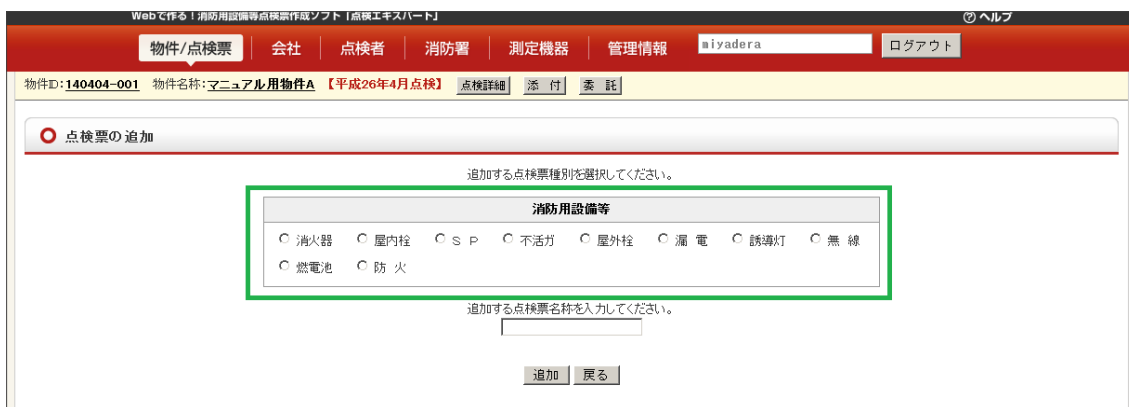 Webで作る!消防用設備等点検票作成ソフト「点検エキスパート」 ? ヘルプ
物件/点検票 会社 点検者 消防署 測定機器 管理情報 miyadera ログアウト
物件ID:140404-001 物件名称:マニュアル用物件A 【平成26年4月点検】 点検詳細 添 付 委 託
点検票の追加
追加する点検票種別を選択してください。
消防用設備等
消火器 屋内栓 S P 不活ガ 屋外栓 漏 電 誘導灯 無 線
燃電池 防 火
追加する点検票名称を入力してください。
追加 戻る